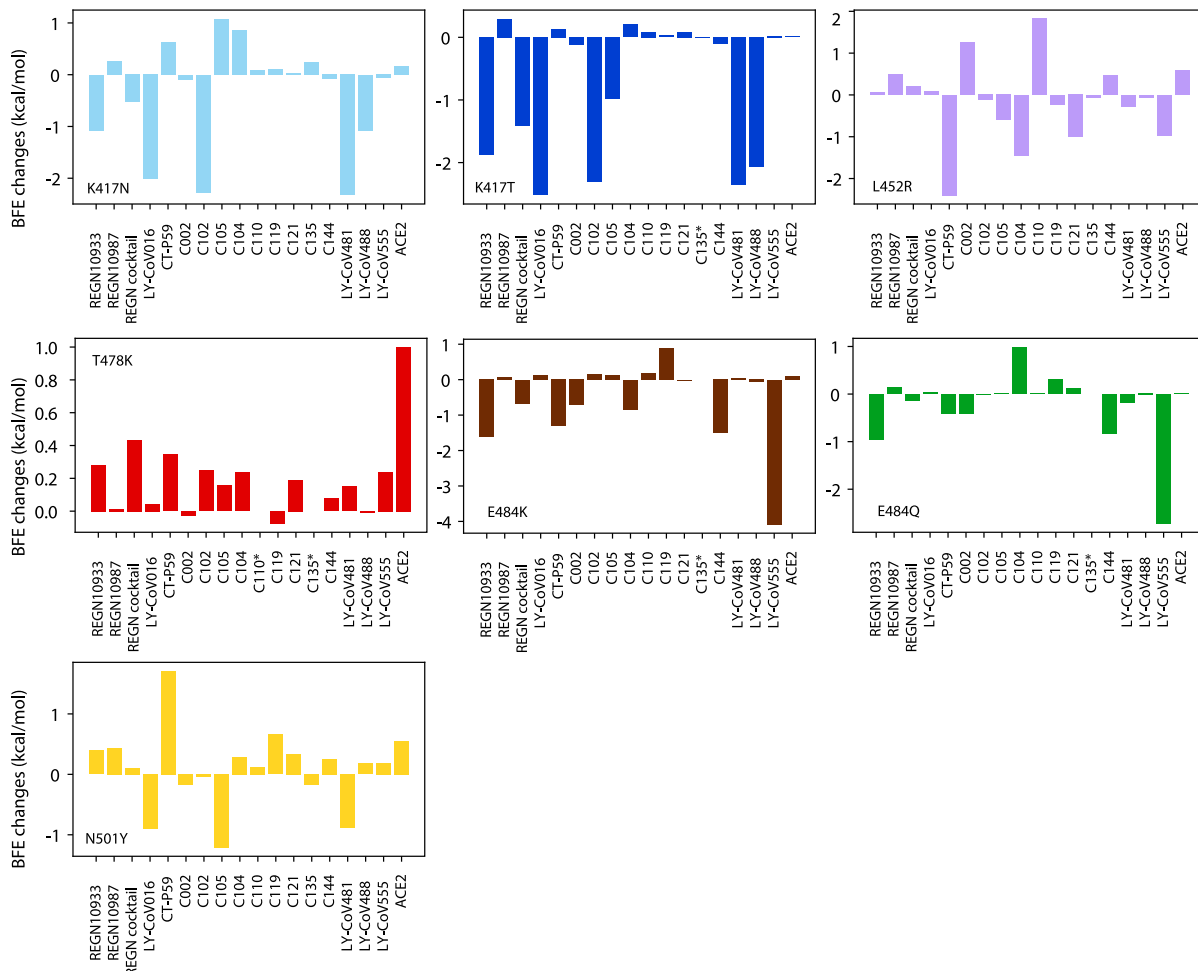 BFE changes (kcal/mol)
1
0
-1
-2
K417N
REGN10933
REGN10987
REGN cocktail
LY-CoV016
CT-P59
C002
C102
C105
C104
C110
C119
C121
C135
C144
LY-CoV481
LY-CoV488
LY-CoV555
ACE2
0
-1
-2
K417T
REGN10933
REGN10987
REGN cocktail
LY-CoV016
CT-P59
C002
C102
C105
C104
C110
C119
C121
C135*
C144
LY-CoV481
LY-CoV488
LY-CoV555
ACE2
2
1
0
-1
-2
L452R
REGN10933
REGN10987
REGN cocktail
LY-CoV016
CT-P59
C002
C102
C105
C104
C110
C119
C121
C135
C144
LY-CoV481
LY-CoV488
LY-CoV555
ACE2
BFE changes (kcal/mol)
1.0
0.8
0.6
0.4
0.2
0.0
T478K
REGN10933
REGN10987
REGN cocktail
LY-CoV016
CT-P59
C002
C102
C105
C104
C110*
C119
C121
C135*
C144
LY-CoV481
LY-CoV488
LY-CoV555
ACE2
1
0
-1
-2
-3
-4
E484K
REGN10933
REGN10987
REGN cocktail
LY-CoV016
CT-P59
C002
C102
C105
C104
C110
C119
C121
C135*
C144
LY-CoV481
LY-CoV488
LY-CoV555
ACE2
1
0
-1
-2
E484Q
REGN10933
REGN10987
REGN cocktail
LY-CoV016
CT-P59
C002
C102
C105
C104
C110
C119
C121
C135*
C144
LY-CoV481
LY-CoV488
LY-CoV555
ACE2
BFE changes (kcal/mol)
1
0
-1
N501Y
REGN10933
REGN10987
REGN cocktail
LY-CoV016
CT-P59
C002
C102
C105
C104
C110
C119
C121
C135
C144
LY-CoV481
LY-CoV488
LY-CoV555
ACE2